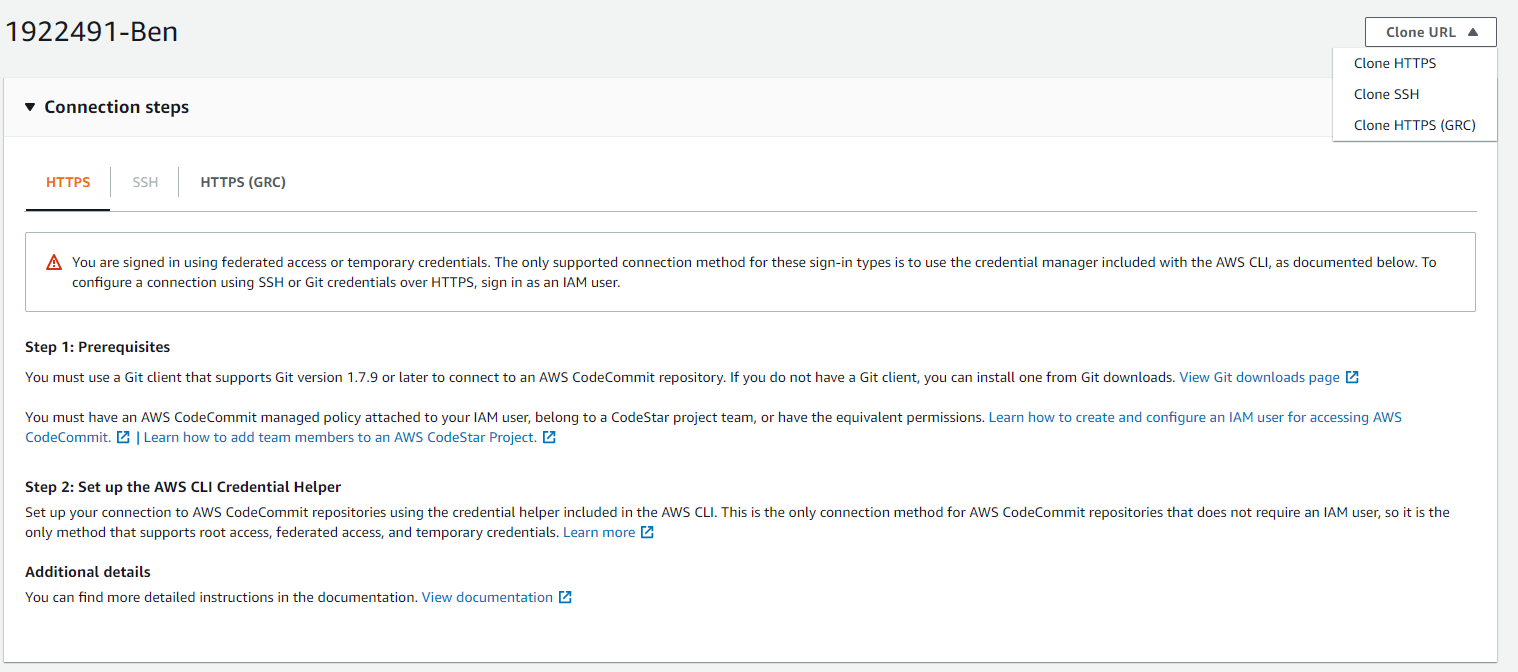 1922491-Ben
Clone URL
Clone HTTPS
Clone SSH
Clone HTTPS (GRC)
Connection steps
HTTPS
SSH
HTTPS (GRC)
You are signed in using federated access or temporary credentials. The only supported connection method for these sign-in types is to use the credential manager included with the AWS CLI, as documented below. To
configure a connection using SSH or Git credentials over HTTPS, sign in as an IAM user.
Step 1: Prerequisites
You must use a Git client that supports Git version 1.7.9 or later to connect to an AWS CodeCommit repository. If you do not have a Git client, you can install one from Git downloads. View Git downloads page
You must have an AWS CodeCommit managed policy attached to your IAM user, belong to a CodeStar project team, or have the equivalent permissions. Learn how to create and configure an IAM user for accessing AWS
CodeCommit. | Learn how to add team members to an AWS CodeStar Project.
Step 2: Set up the AWS CLI Credential Helper
Set up your connection to AWS CodeCommit repositories using the credential helper included in the AWS CLI. This is the only connection method for AWS CodeCommit repositories that does not require an IAM user, so it is the
only method that supports root access, federated access, and temporary credentials. Learn more
Additional details
You can find more detailed instructions in the documentation. View documentation